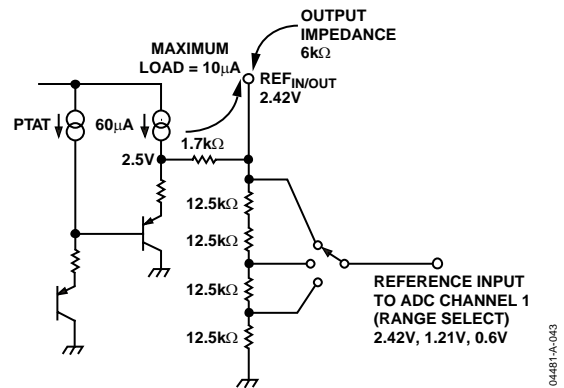 OUTPUT
IMPEDANCE
6kΩ
MAXIMUM
LOAD = 10μA
REF IN/OUT
2.42V
PTAT
60μA
1.7kΩ
2.5V
12.5kΩ
12.5kΩ
12.5kΩ
12.5kΩ
REFERENCE INPUT
TO ADC CHANNEL 1
(RANGE SELECT)
2.42V, 1.21V, 0.6V
04481-A-043